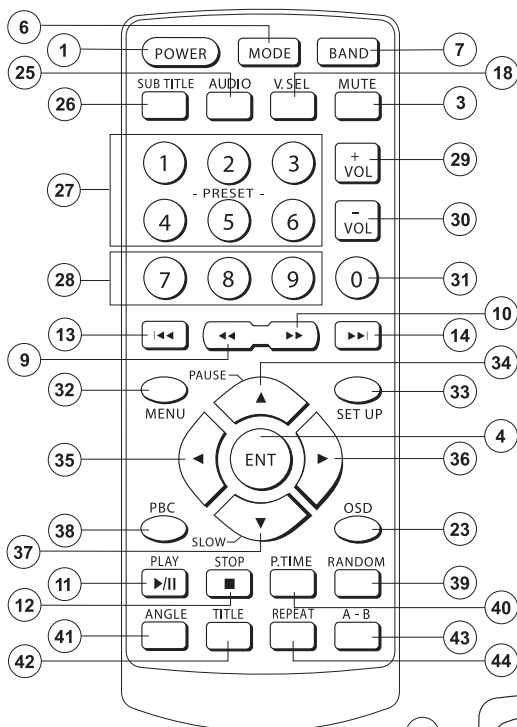 6
1 POWER MODE BAND 7
25 18
SUB TITLE AUDIO V.SEL MUTE
26 3
1 2 3 + VOL 29
27 - PRESET -
4 5 6 - VOL 30
28 7 8 9 0 31
10
13 14
9 34
PAUSE
32 33
MENU SET UP
4
35 ENT 36
PBC OSD
38 23
SLOW
37
PLAY STOP P.TIME RANDOM
11 39
12 40
ANGLE TITLE REPEAT A - B
41 43
42 44